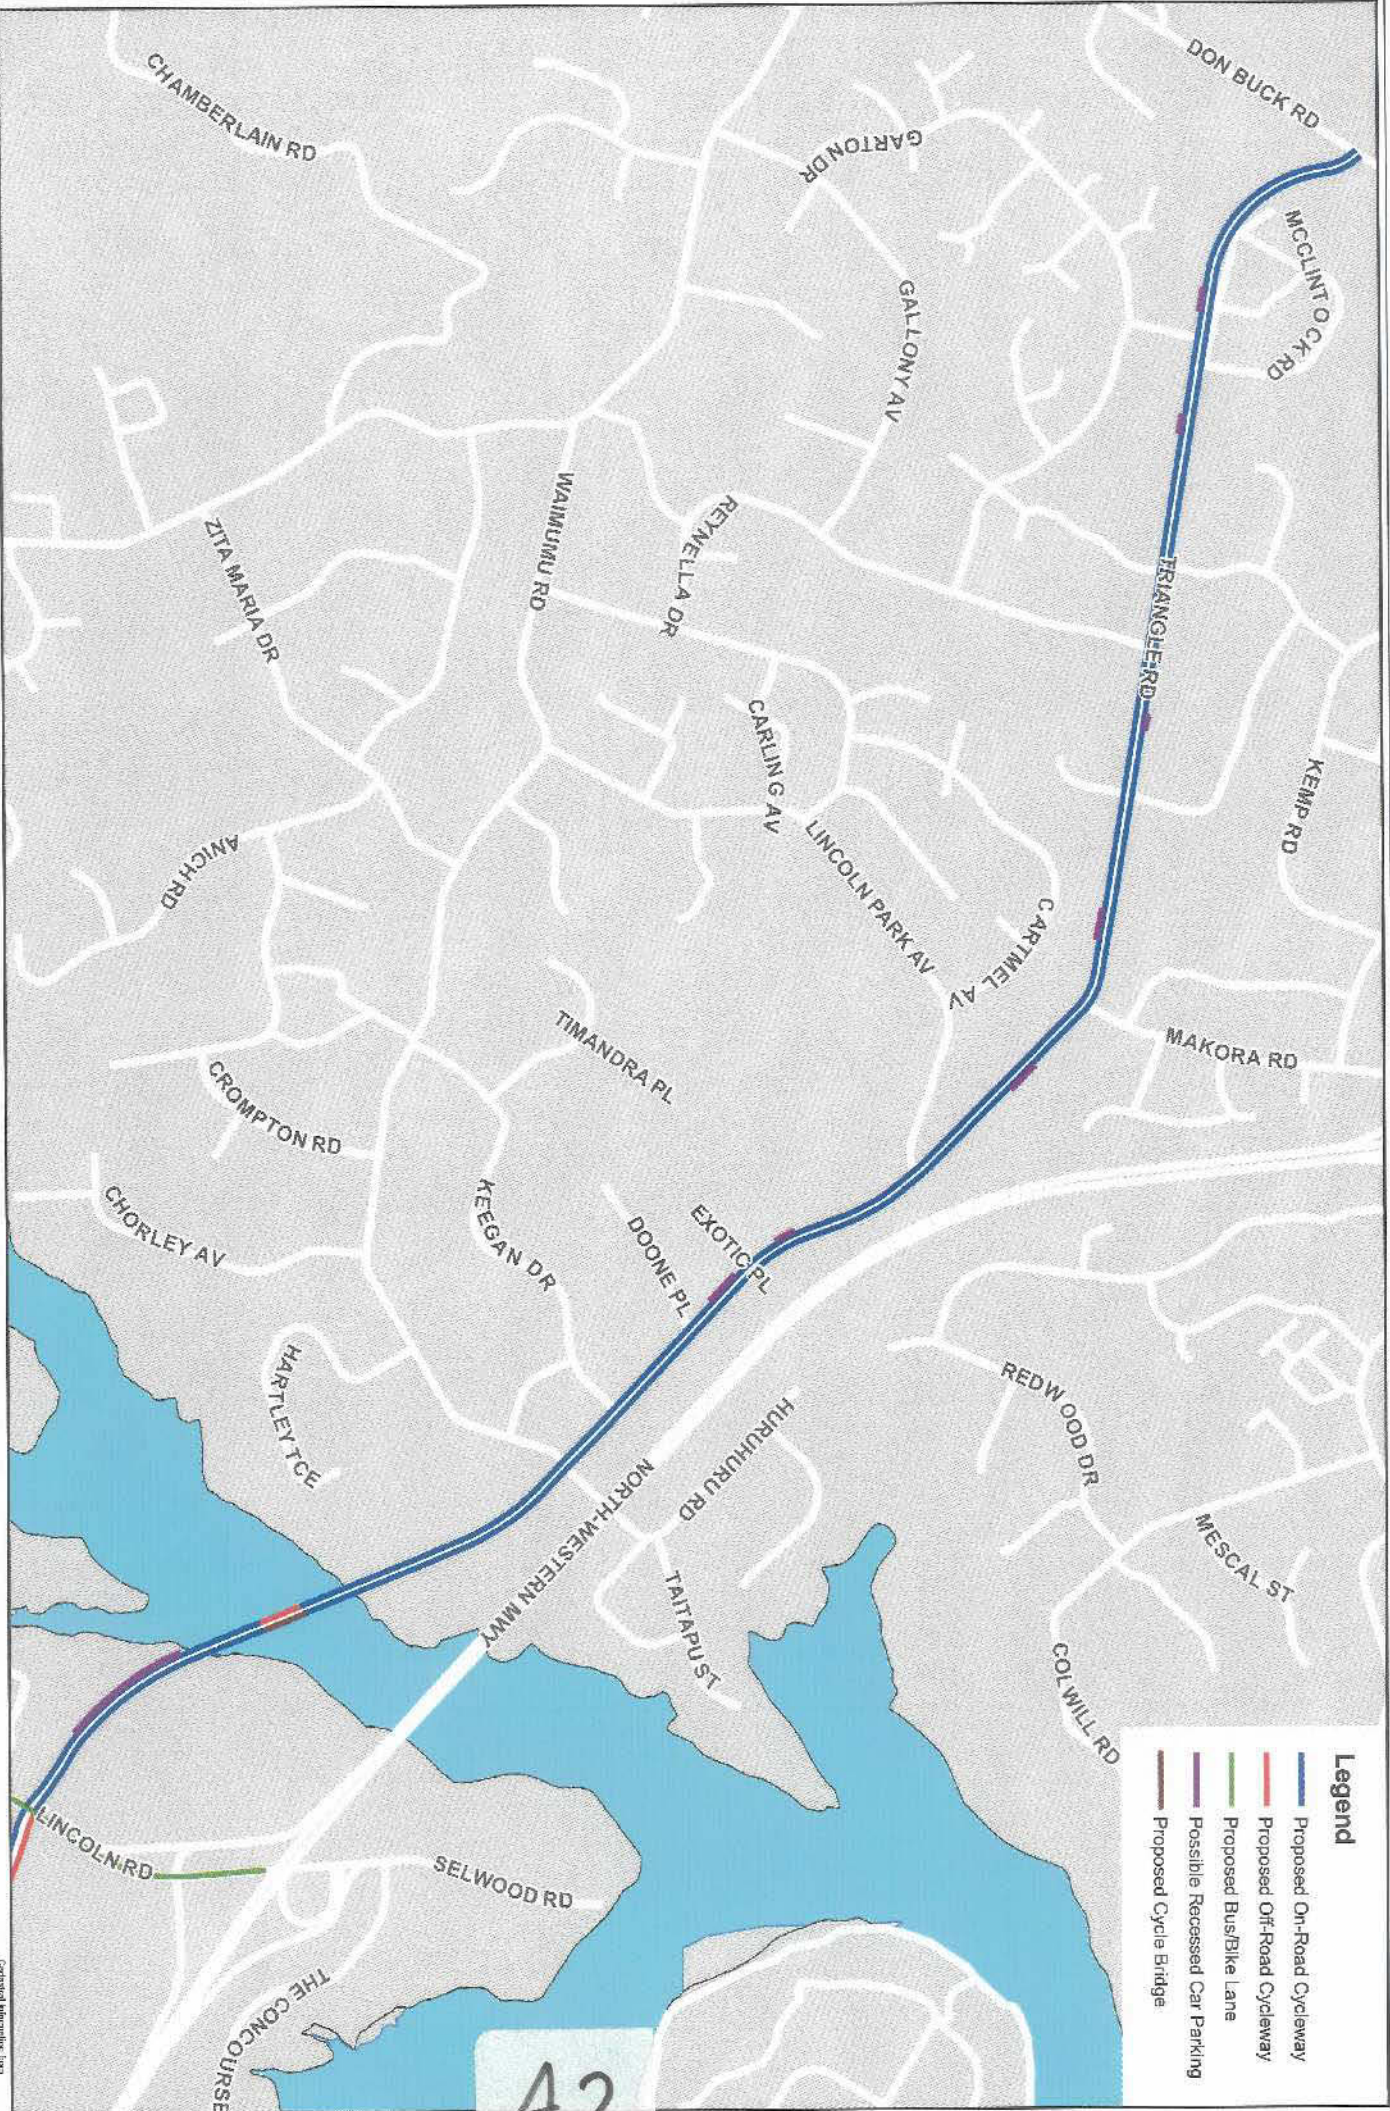 DON BUCK RD
CHAMBERLAIN RD
GARTON DR
MCCLINTOCK RD
GALLONY AV
WAIMUMU RD
REYNELLA DR
ZITA MARIA DR
TRIANGLE RD
CARLING AV
KEMP RD
LINCOLN PARK AV
ANICH RD
CARTMEL AV
MAKORA RD
TIMANDRA PL
CROMPTON RD
KEEGAN DR
CHORLEY AV
EXOTIC PL
DOONE PL
HARTLEY TCE
REDWOOD DR
HURUHURU RD
NORTH-WESTERN MWY
MESCAL ST
TAITAPU ST
COLWILL RD
LINCOLN RD
SELWOOD RD
THE CONCOURSE
Legend
Proposed On-Road Cycleway
Proposed Off-Road Cycleway
Proposed Bus/Bike Lane
Possible Recessed Car Parking
Proposed Cycle Bridge
A2